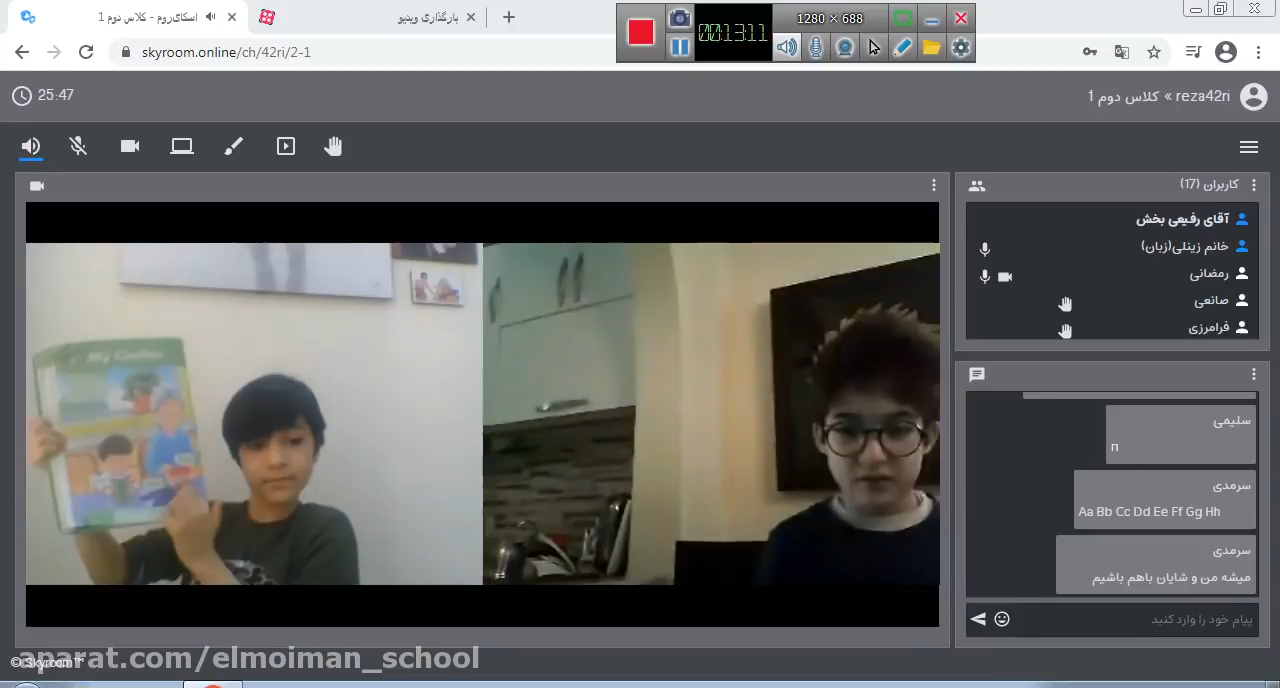 اسکای‌روم - کلاس دوم 1
بارگذاری ویدیو
00:13:11
1280 × 688
skyroom.online/ch/42ri/2-1
25:47
reza42ri » کلاس دوم 1
کاربران (17)
آقای رفیعی بخش
خانم زینلی(زبان)
رمضانی
صانعی
فرامرزی
My Clothes
سلیمی
п
سرمدی
Aa Bb Cc Dd Ee Ff Gg Hh
سرمدی
میشه من و شایان باهم باشیم
پیام خود را وارد کنید
© Skyroom™
aparat.com/elmoiman_school